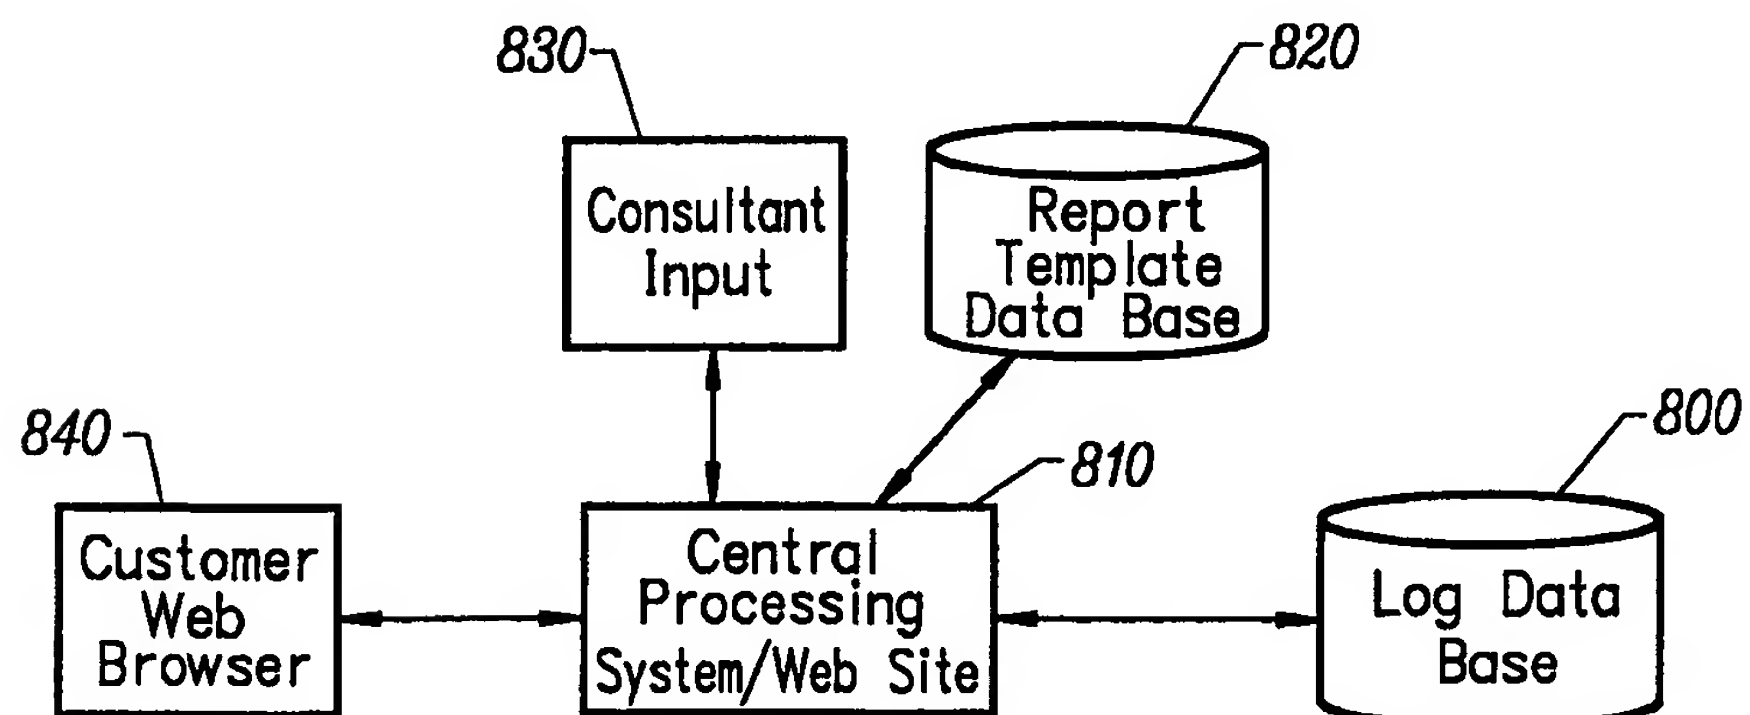 830
820
Consultant
Input
Report
Template
Data Base
840
810
800
Customer
Web
Browser
Central
Processing
System/Web Site
Log Data
Base